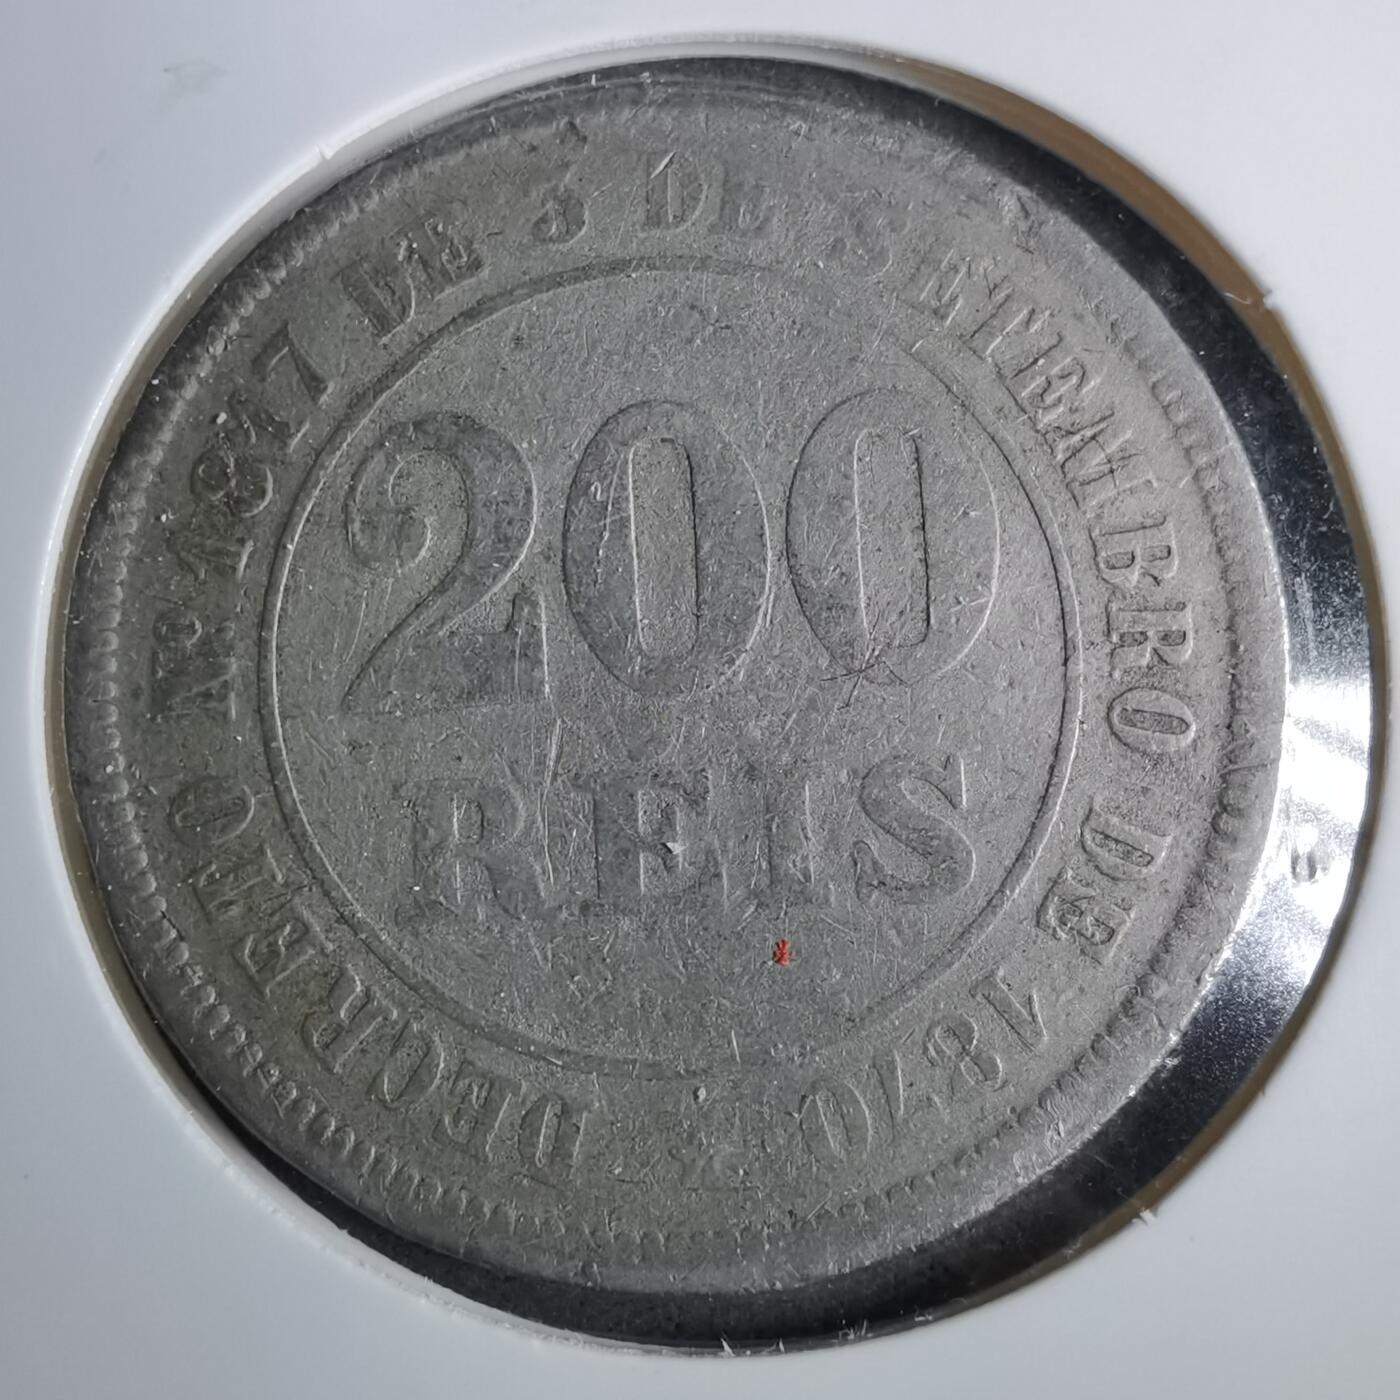 DECRETO Nº 1817 DE 3 DE SETEMBRO DE 1870
200
REIS